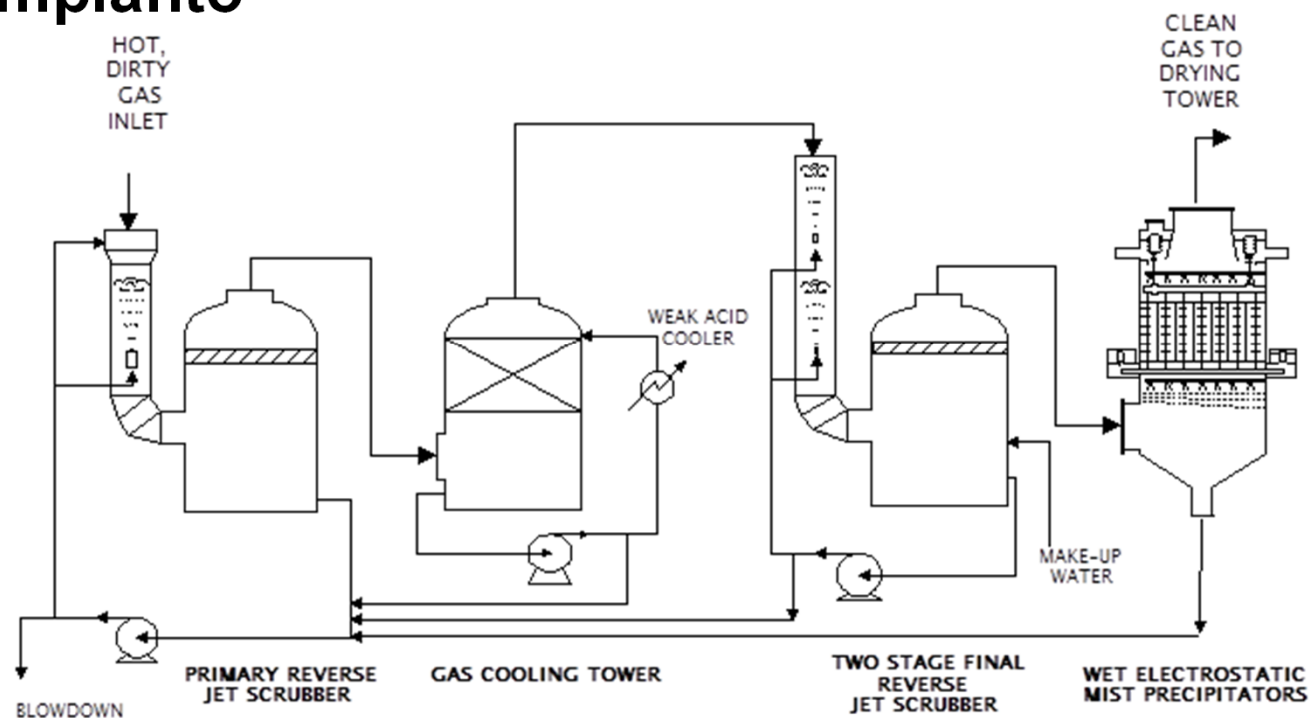 HOT,
DIRTY
GAS
INLET
CLEAN
GAS TO
DRYING
TOWER
WEAK ACID
COOLER
MAKE-UP
WATER
PRIMARY REVERSE
JET SCRUBBER
GAS COOLING TOWER
TWO STAGE FINAL
REVERSE
JET SCRUBBER
WET ELECTROSTATIC
MIST PRECIPITATORS
BLOWDOWN